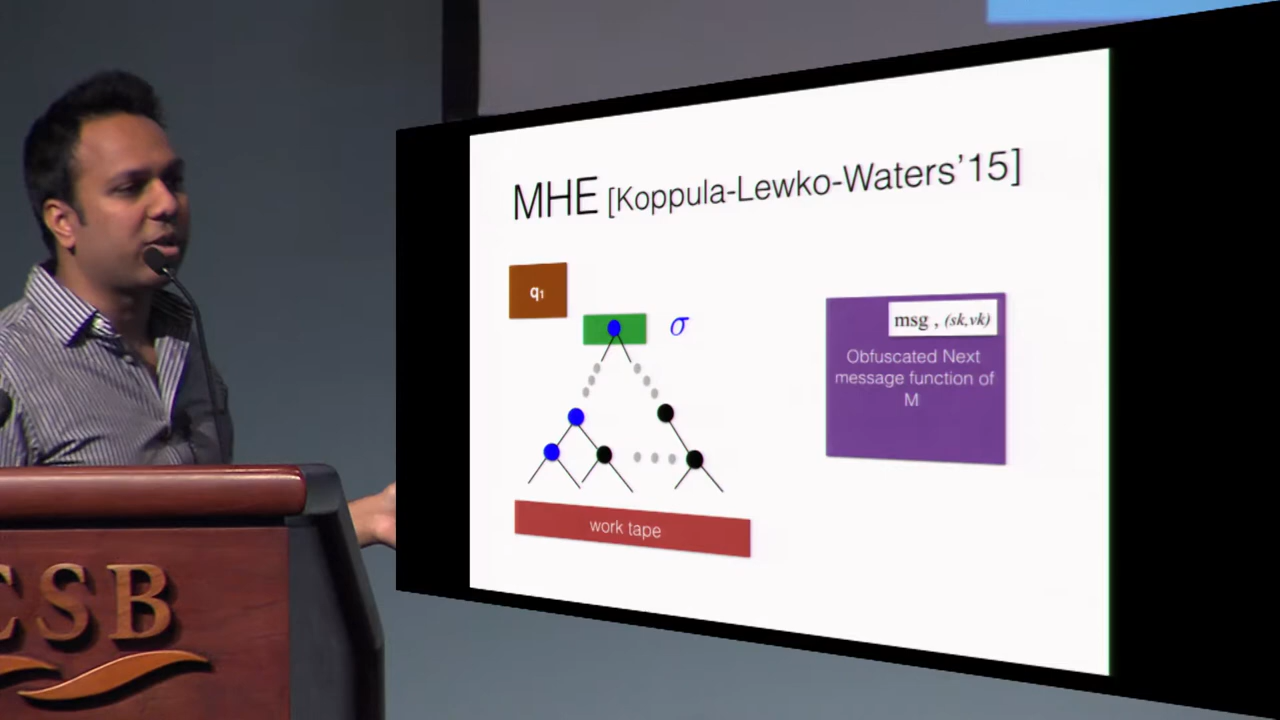 MHE [Koppula-Lewko-Waters'15]
q₁
σ
msg , (sk,vk)
Obfuscated Next
message function of
M
work tape
CSB